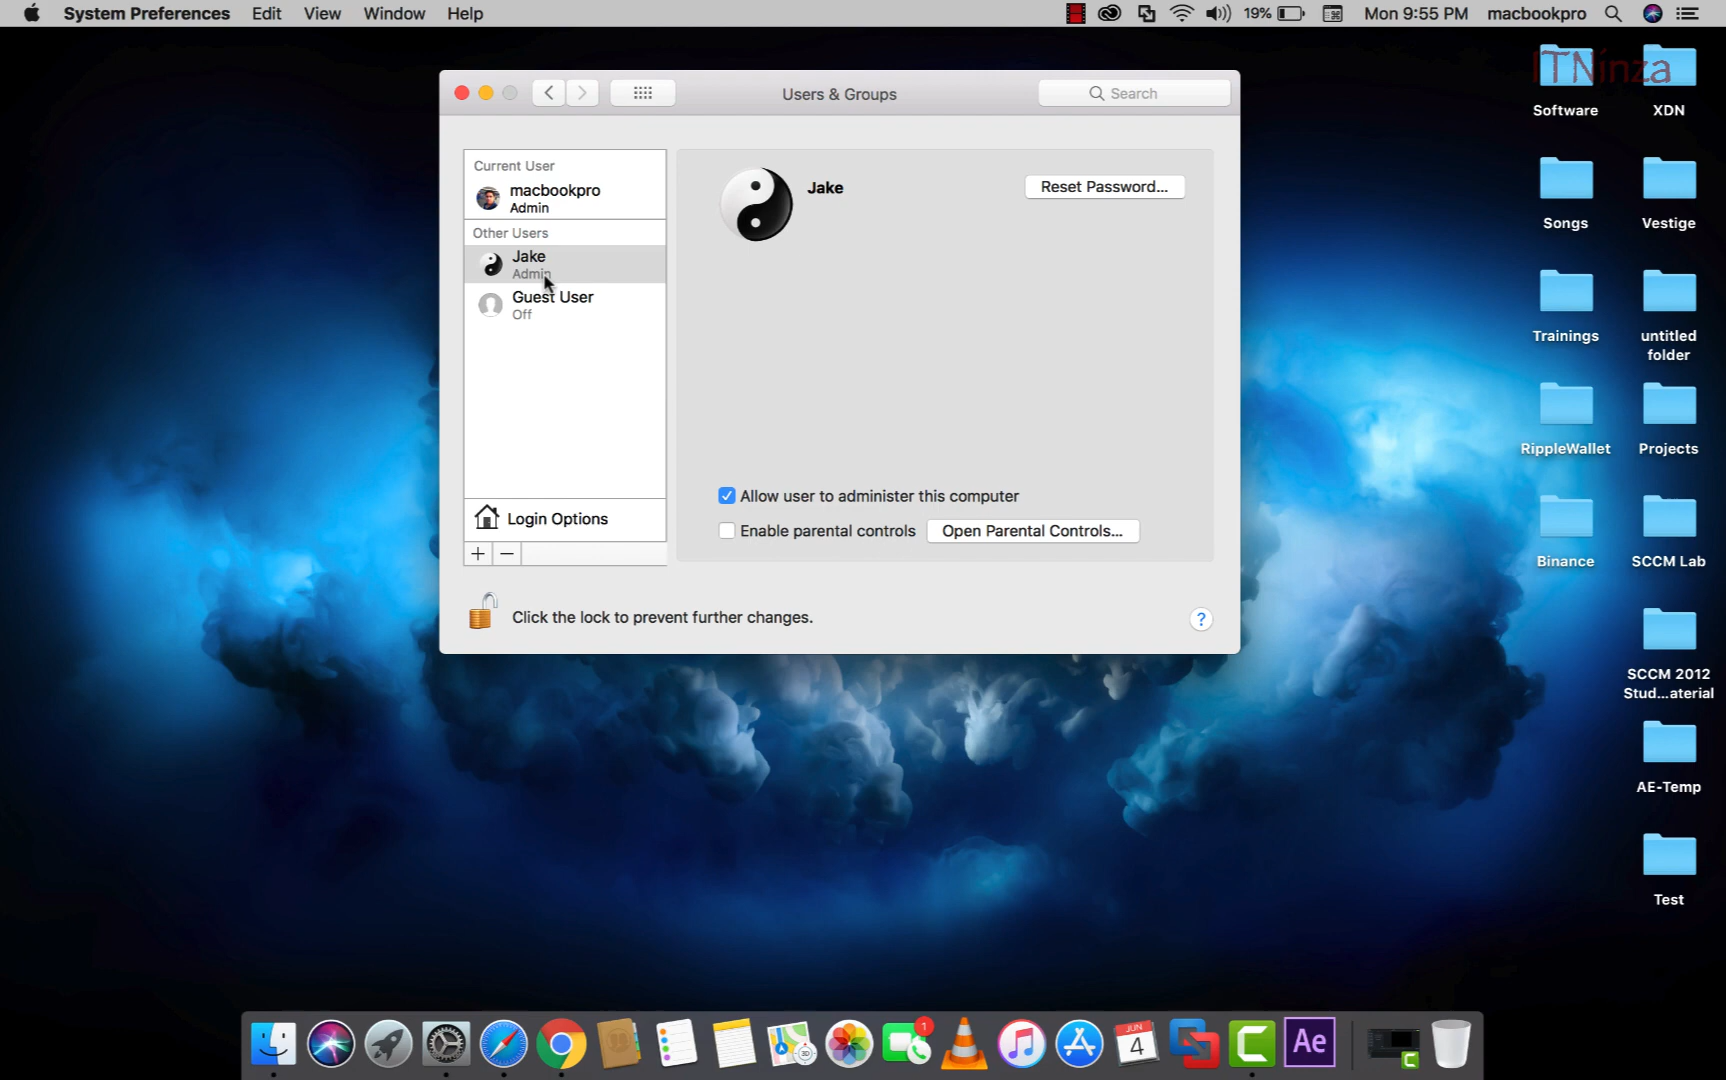 System Preferences Edit View Window Help
19% Mon 9:55 PM macbookpro
ITNinza
Users & Groups
Search
Current User
macbookpro
Admin
Other Users
Jake
Admin
Guest User
Off
Login Options
Jake
Reset Password...
Allow user to administer this computer
Enable parental controls
Open Parental Controls...
Click the lock to prevent further changes.
?
Software
XDN
Songs
Vestige
Trainings
untitled
folder
RippleWallet
Projects
Binance
SCCM Lab
SCCM 2012
Stud...aterial
AE-Temp
Test
3D
1
JUN
4
Ae